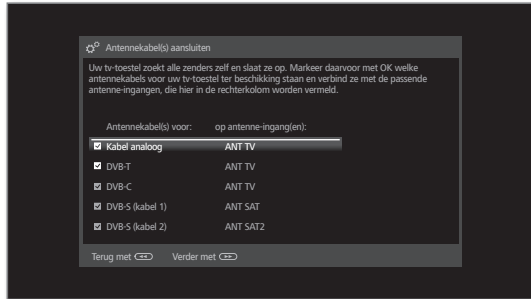 Antennekabel(s) aansluiten
Uw tv-toestel zoekt alle zenders zelf en slaat ze op. Markeer daarvoor met OK welke
antennekabels voor uw tv-toestel ter beschikking staan en verbind ze met de passende
antenne-ingangen, die hier in de rechterkolom worden vermeld.
Antennekabel(s) voor: op antenne-ingang(en):
Kabel analoog ANT TV
DVB-T ANT TV
DVB-C ANT TV
DVB-S (kabel 1) ANT SAT
DVB-S (kabel 2) ANT SAT2
Terug met Verder met